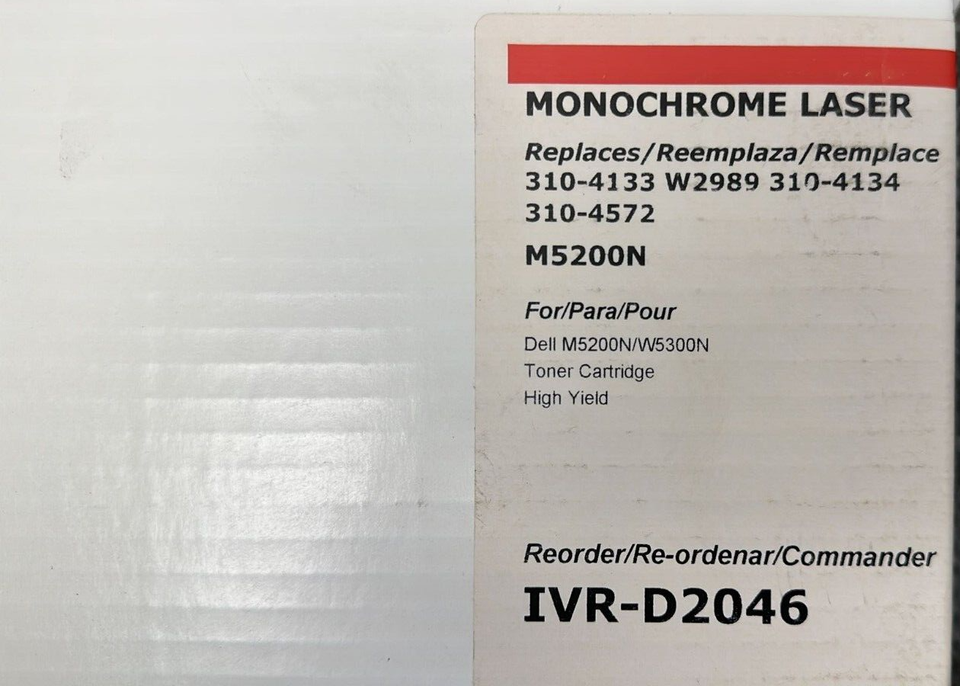 MONOCHROME LASER
Replaces/Reemplaza/Remplace
310-4133 W2989 310-4134
310-4572
M5200N
For/Para/Pour
Dell M5200N/W5300N
Toner Cartridge
High Yield
Reorder/Re-ordenar/Commander
IVR-D2046